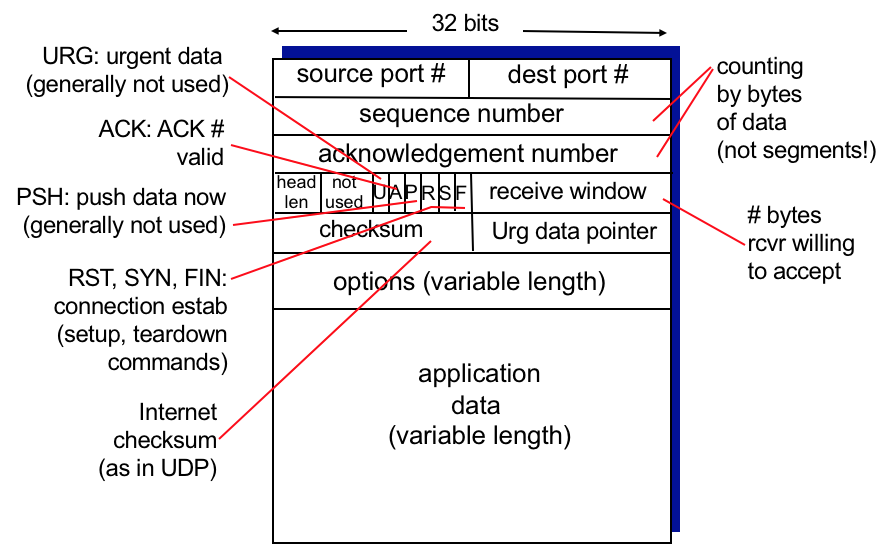 32 bits
URG: urgent data
(generally not used)
ACK: ACK #
valid
PSH: push data now
(generally not used)
RST, SYN, FIN:
connection estab
(setup, teardown
commands)
Internet
checksum
(as in UDP)
source port #
dest port #
sequence number
acknowledgement number
head
len
not
used
U A P R S F
receive window
checksum
Urg data pointer
options (variable length)
application
data
(variable length)
counting
by bytes
of data
(not segments!)
# bytes
rcvr willing
to accept